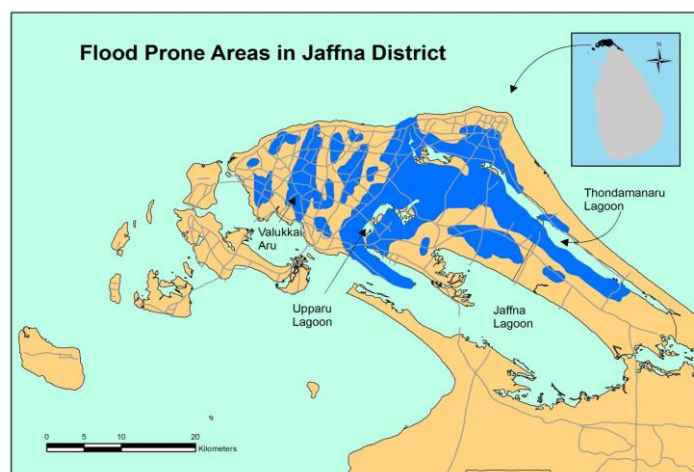 Flood Prone Areas in Jaffna District
N
Thondamanaru
Lagoon
Valukkai
Aru
Upparu
Lagoon
Jaffna
Lagoon
0 5 10 20
Kilometers